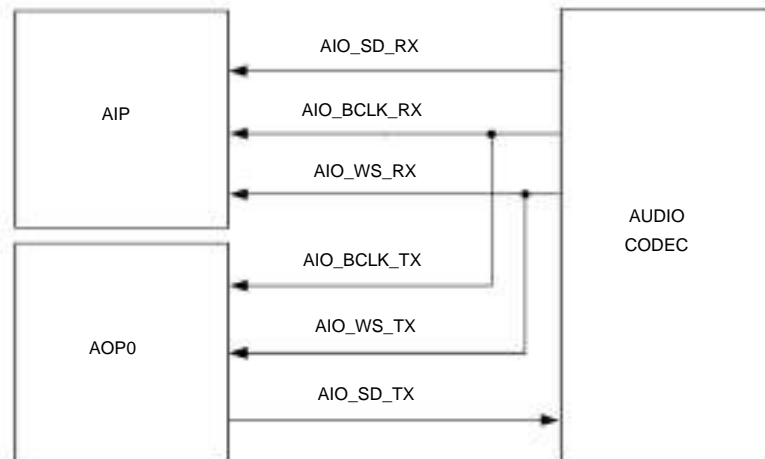 AIO_SD_RX
AIP
AIO_BCLK_RX
AIO_WS_RX
AUDIO
CODEC
AIO_BCLK_TX
AIO_WS_TX
AOP0
AIO_SD_TX